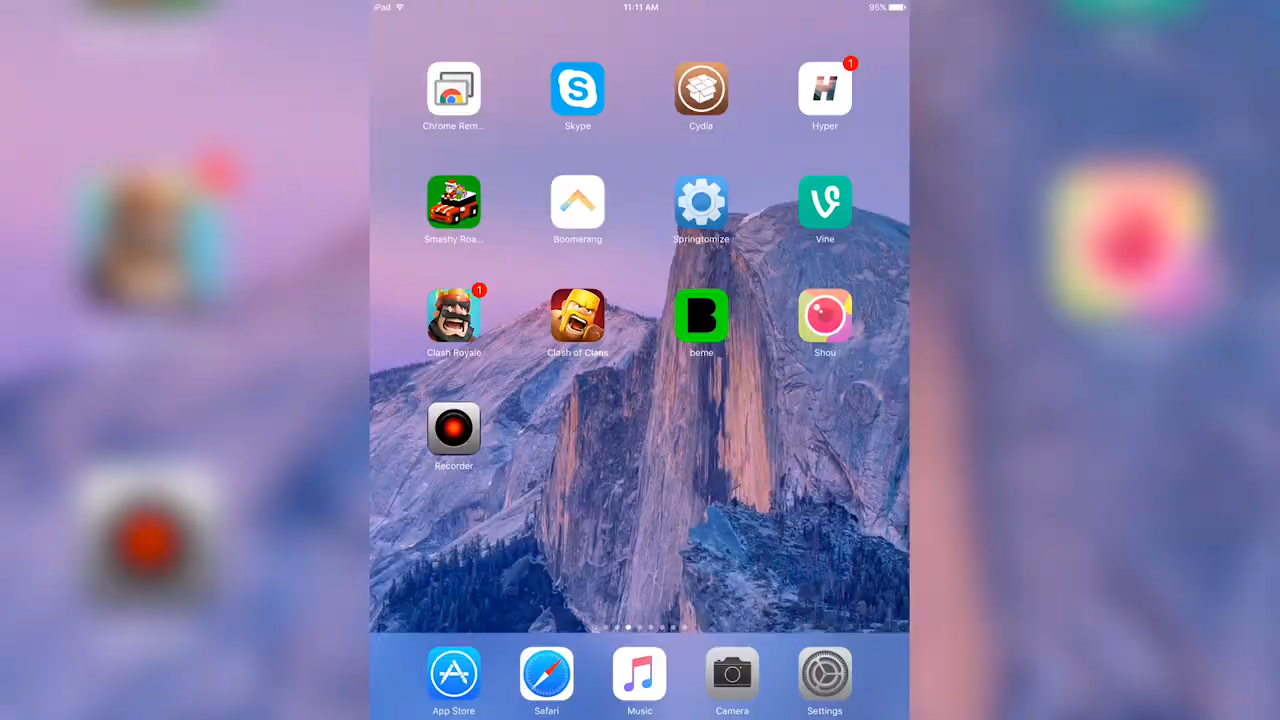 iPad 11:11 AM 95%
1
Chrome Rem... Skype Cydia Hyper
Smashy Roa... Boomerang Springtomize Vine
1
Clash Royale Clash of Clans beme Shou
Recorder
App Store Safari Music Camera Settings